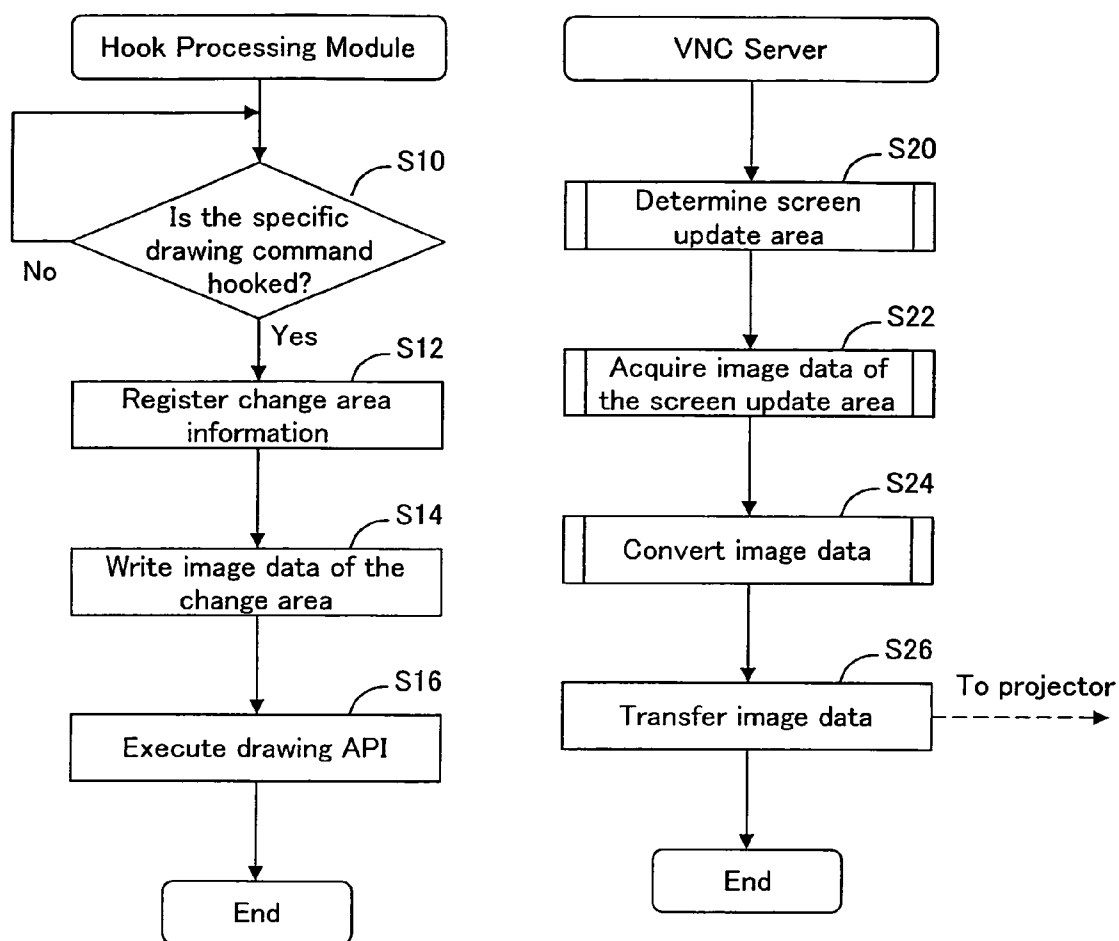 Hook Processing Module
S10
Is the specific
drawing command
hooked?
No
Yes
S12
Register change area
information
S14
Write image data of the
change area
S16
Execute drawing API
End
VNC Server
S20
Determine screen
update area
S22
Acquire image data of
the screen update area
S24
Convert image data
S26
Transfer image data
To projector
End